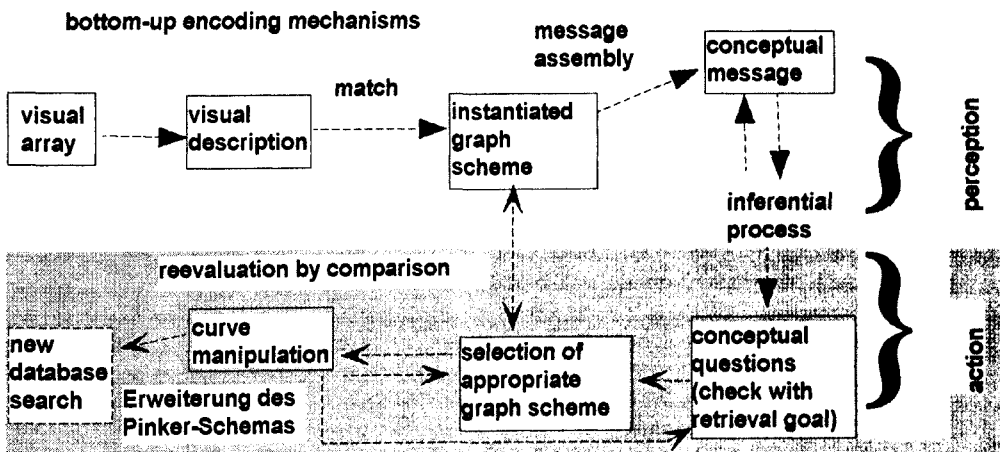 bottom-up encoding mechanisms
message
assembly
conceptual
message
match
visual
array
visual
description
instantiated
graph
scheme
inferential
process
perception
reevaluation by comparison
curve
manipulation
new
database
search
selection of
appropriate
graph scheme
conceptual
questions
(check with
retrieval goal)
action
Erweiterung des
Pinker-Schemas